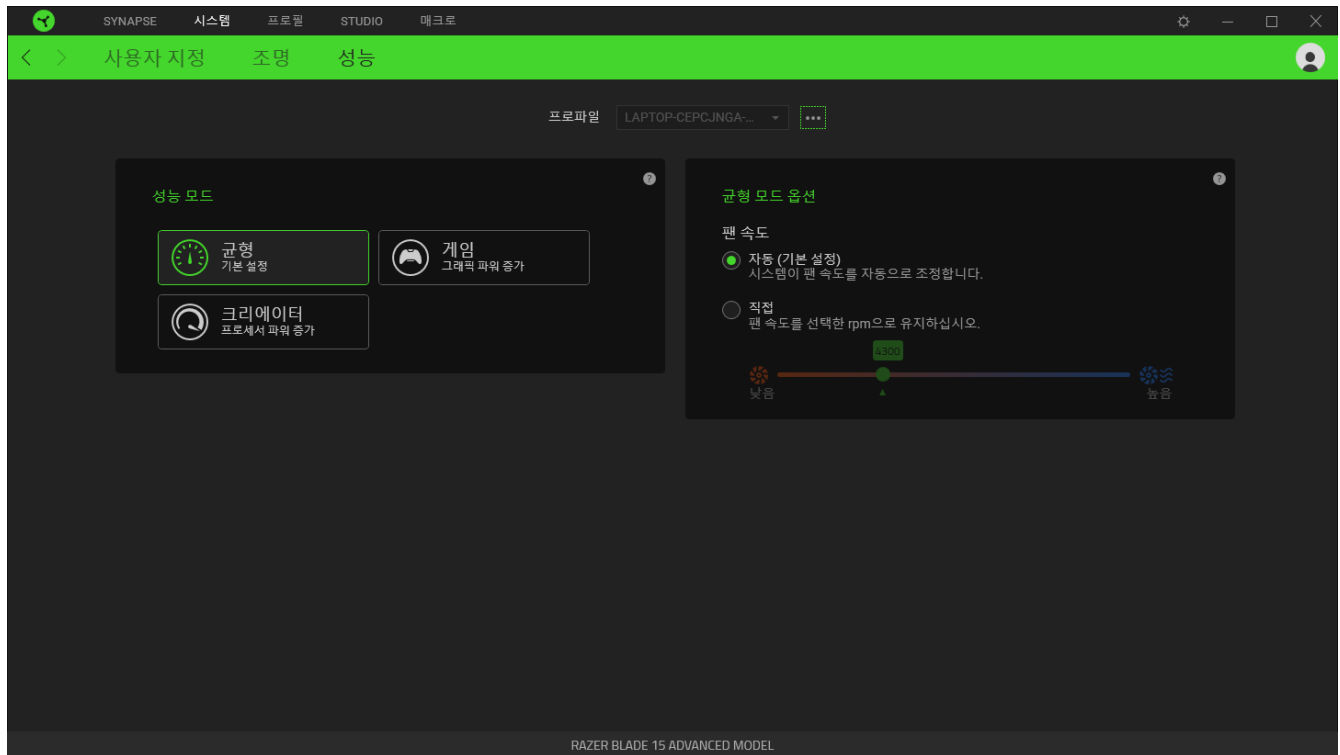 SYNAPSE 시스템 프로필 STUDIO 매크로
사용자 지정 조명 성능
프로파일 LAPTOP-CEPCJNGA-...
성능 모드
균형
기본 설정
게임
그래픽 파워 증가
크리에이터
프로세서 파워 증가
균형 모드 옵션
팬 속도
자동 (기본 설정)
시스템이 팬 속도를 자동으로 조정합니다.
직접
팬 속도를 선택한 rpm으로 유지하십시오.
4300
낮음 높음
RAZER BLADE 15 ADVANCED MODEL